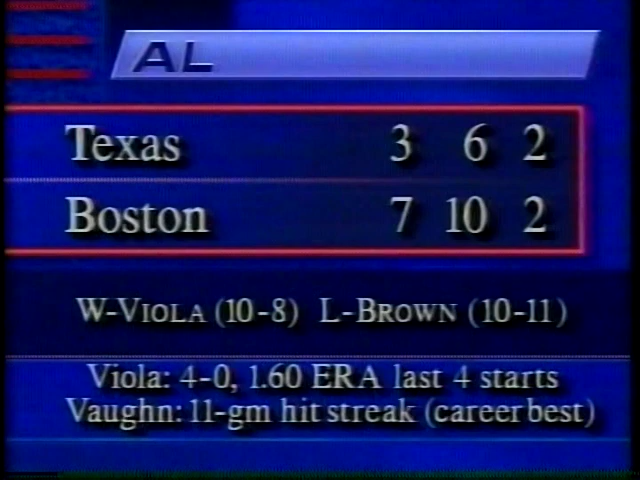 AL
Texas 3 6 2
Boston 7 10 2
W-VIOLA (10-8) L-BROWN (10-11)
Viola: 4-0, 1.60 ERA last 4 starts
Vaughn: 11-gm hit streak (career best)